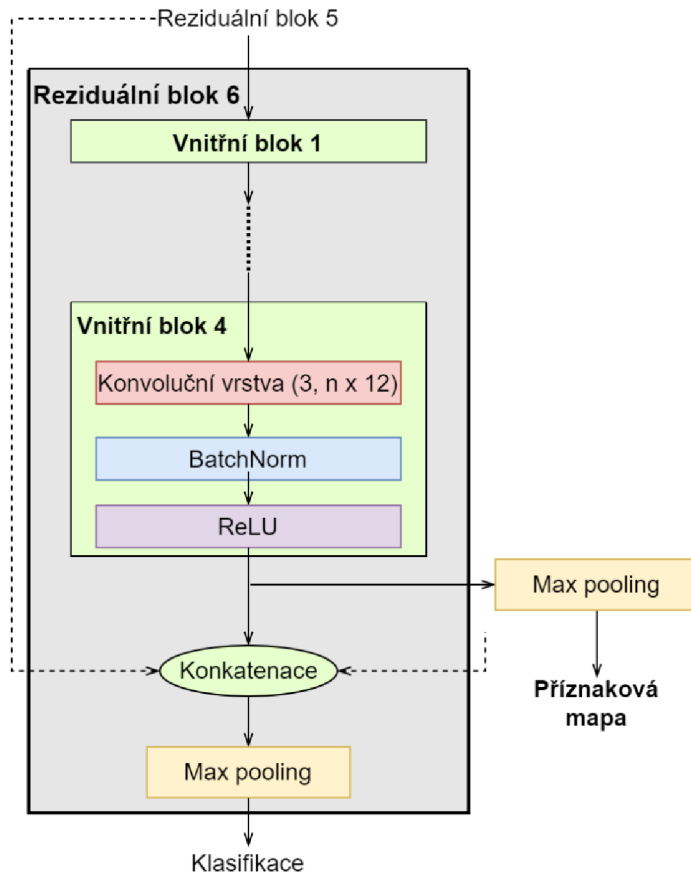 Reziduální blok 5
Reziduální blok 6
Vnitřní blok 1
Vnitřní blok 4
Konvoluční vrstva (3, n x 12)
BatchNorm
ReLU
Max pooling
Konkatenace
Příznaková
mapa
Max pooling
Klasifikace